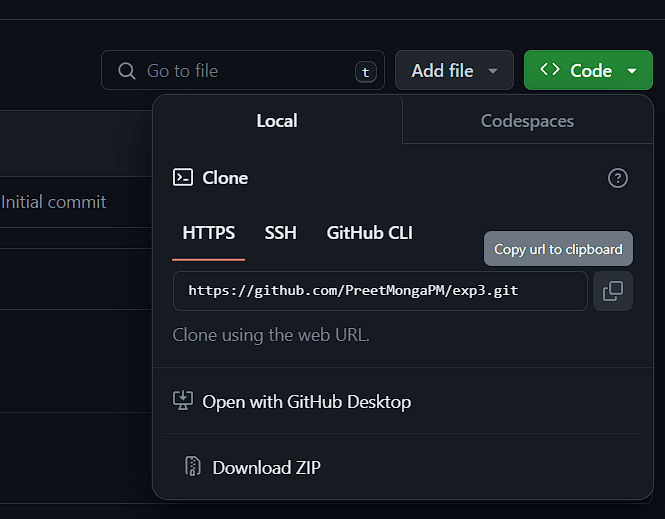 Go to file
t
Add file
Code
Local
Codespaces
Clone
Initial commit
HTTPS
SSH
GitHub CLI
Copy url to clipboard
https://github.com/PreetMongaPM/exp3.git
Clone using the web URL.
Open with GitHub Desktop
Download ZIP